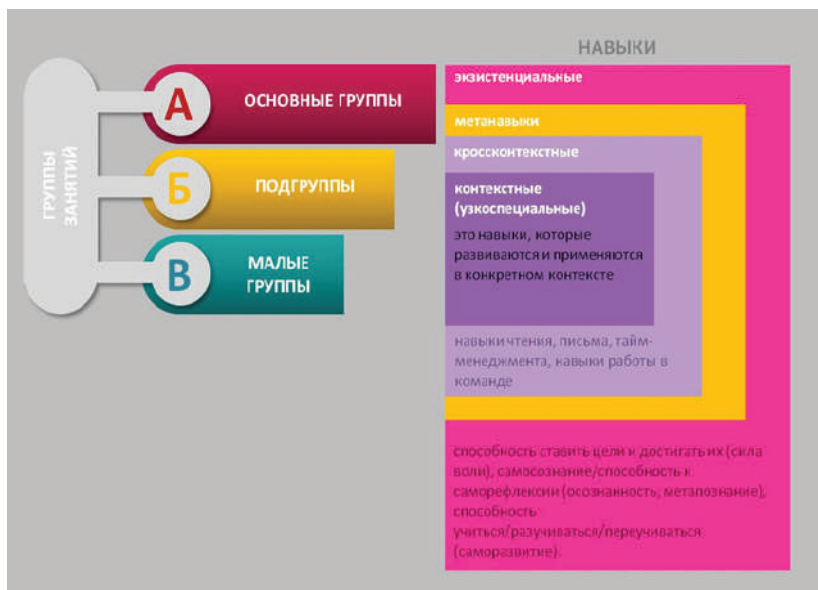 ГРУППЫ
ЗАНЯТИЙ
А
ОСНОВНЫЕ ГРУППЫ
Б
ПОДГРУППЫ
В
МАЛЫЕ
ГРУППЫ
НАВЫКИ
экзистенциальные
метанавыки
кроссконтекстные
контекстные
(узкоспециальные)
это навыки, которые
развиваются и применяются
в конкретном контексте
навыки чтения, письма, тайм-
менеджмента, навыки работы в
команде
способность ставить цели и достигать их (сила
воли), самосознание/способность к
саморефлексии (осознанность, метапознание),
способность
учиться/разучиваться/переучиваться
(саморазвитие).